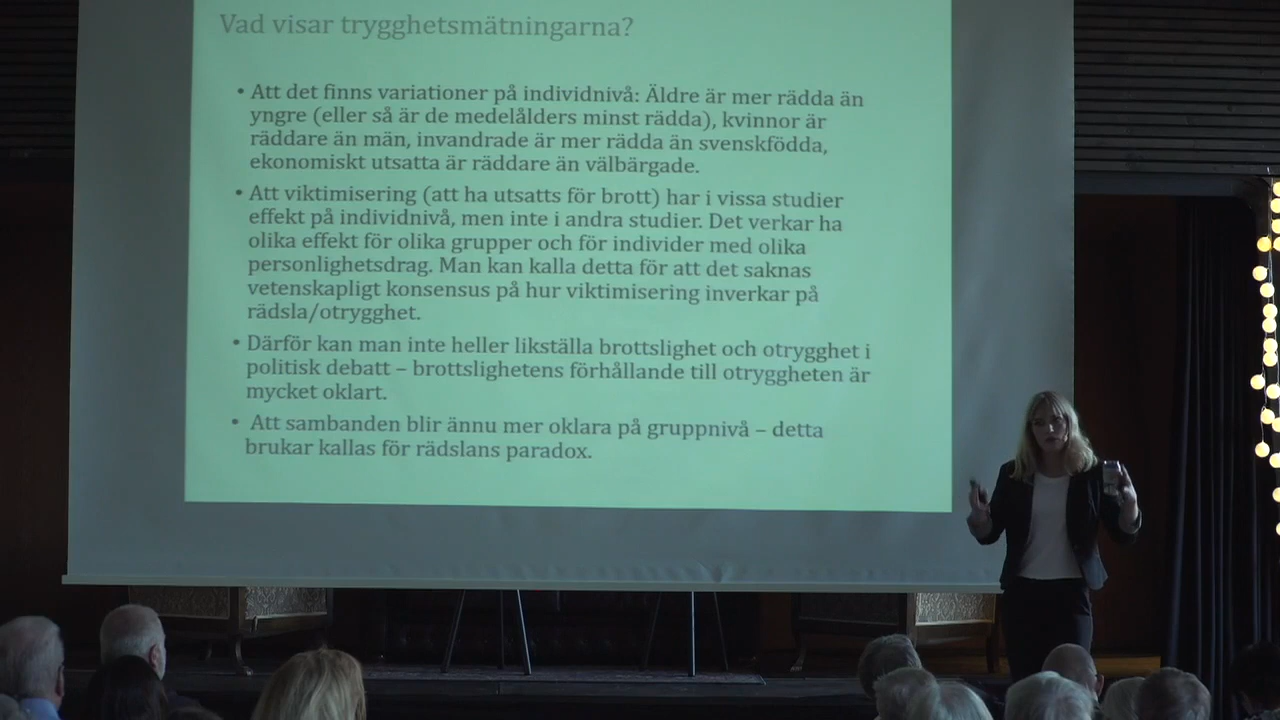 Vad visar trygghetsmätningarna?
• Att det finns variationer på individnivå: Äldre är mer rädda än
yngre (eller så är de medelålders minst rädda), kvinnor är
räddare än män, invandrade är mer rädda än svenskfödda,
ekonomiskt utsatta är räddare än välbärgade.
• Att viktimisering (att ha utsatts för brott) har i vissa studier
effekt på individnivå, men inte i andra studier. Det verkar ha
olika effekt för olika grupper och för individer med olika
personlighetsdrag. Man kan kalla detta för att det saknas
vetenskapligt konsensus på hur viktimisering inverkar på
rädsla/otrygghet.
• Därför kan man inte heller likställa brottslighet och otrygghet i
politisk debatt – brottslighetens förhållande till otryggheten är
mycket oklart.
• Att sambanden blir ännu mer oklara på gruppnivå – detta
brukar kallas för rädslans paradox.